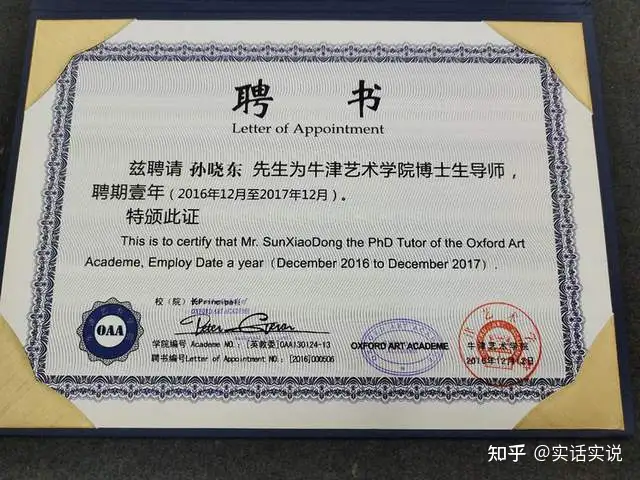 聘 书
Letter of Appointment
兹聘请 孙晓东 先生为牛津艺术学院博士生导师，
聘期壹年（2016年12月至2017年12月）。
特颁此证
This is to certify that Mr. SunXiaoDong the PhD Tutor of the Oxford Art
Academe, Employ Date a year（December 2016 to December 2017）.
校（院）长Principal:
OXFORD ART ACADEME
OAA
学院编号 Academe NO.：［英教委]OAA130124-13
OXFORD ART ACADEME
牛津艺术学院
聘书编号Letter of Appointment NO.：[2016]000506
2016年12月12日
知乎 @实话实说